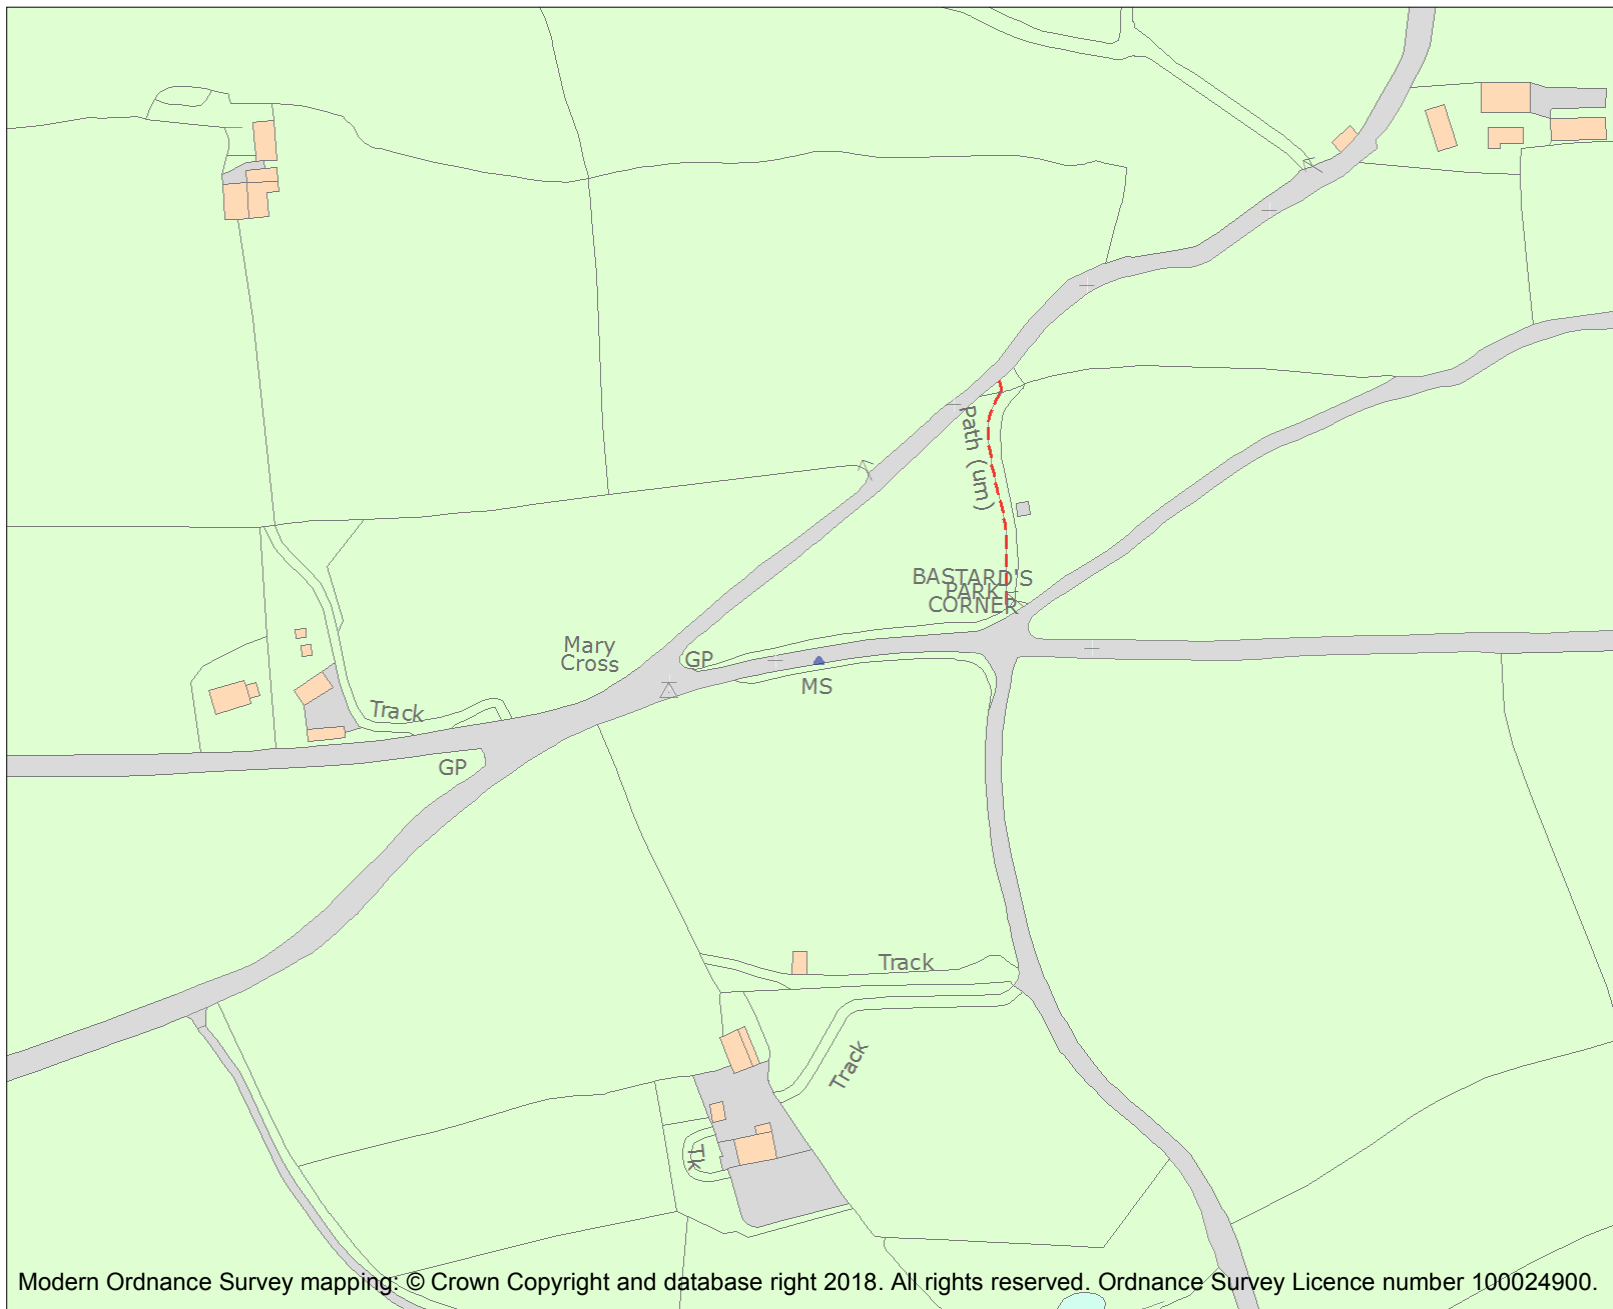 Path (um)
BASTARD'S
PARK
CORNER
Mary
Cross
GP
MS
Track
GP
Track
Track
Tk
Modern Ordnance Survey mapping: © Crown Copyright and database right 2018. All rights reserved. Ordnance Survey Licence number 100024900.